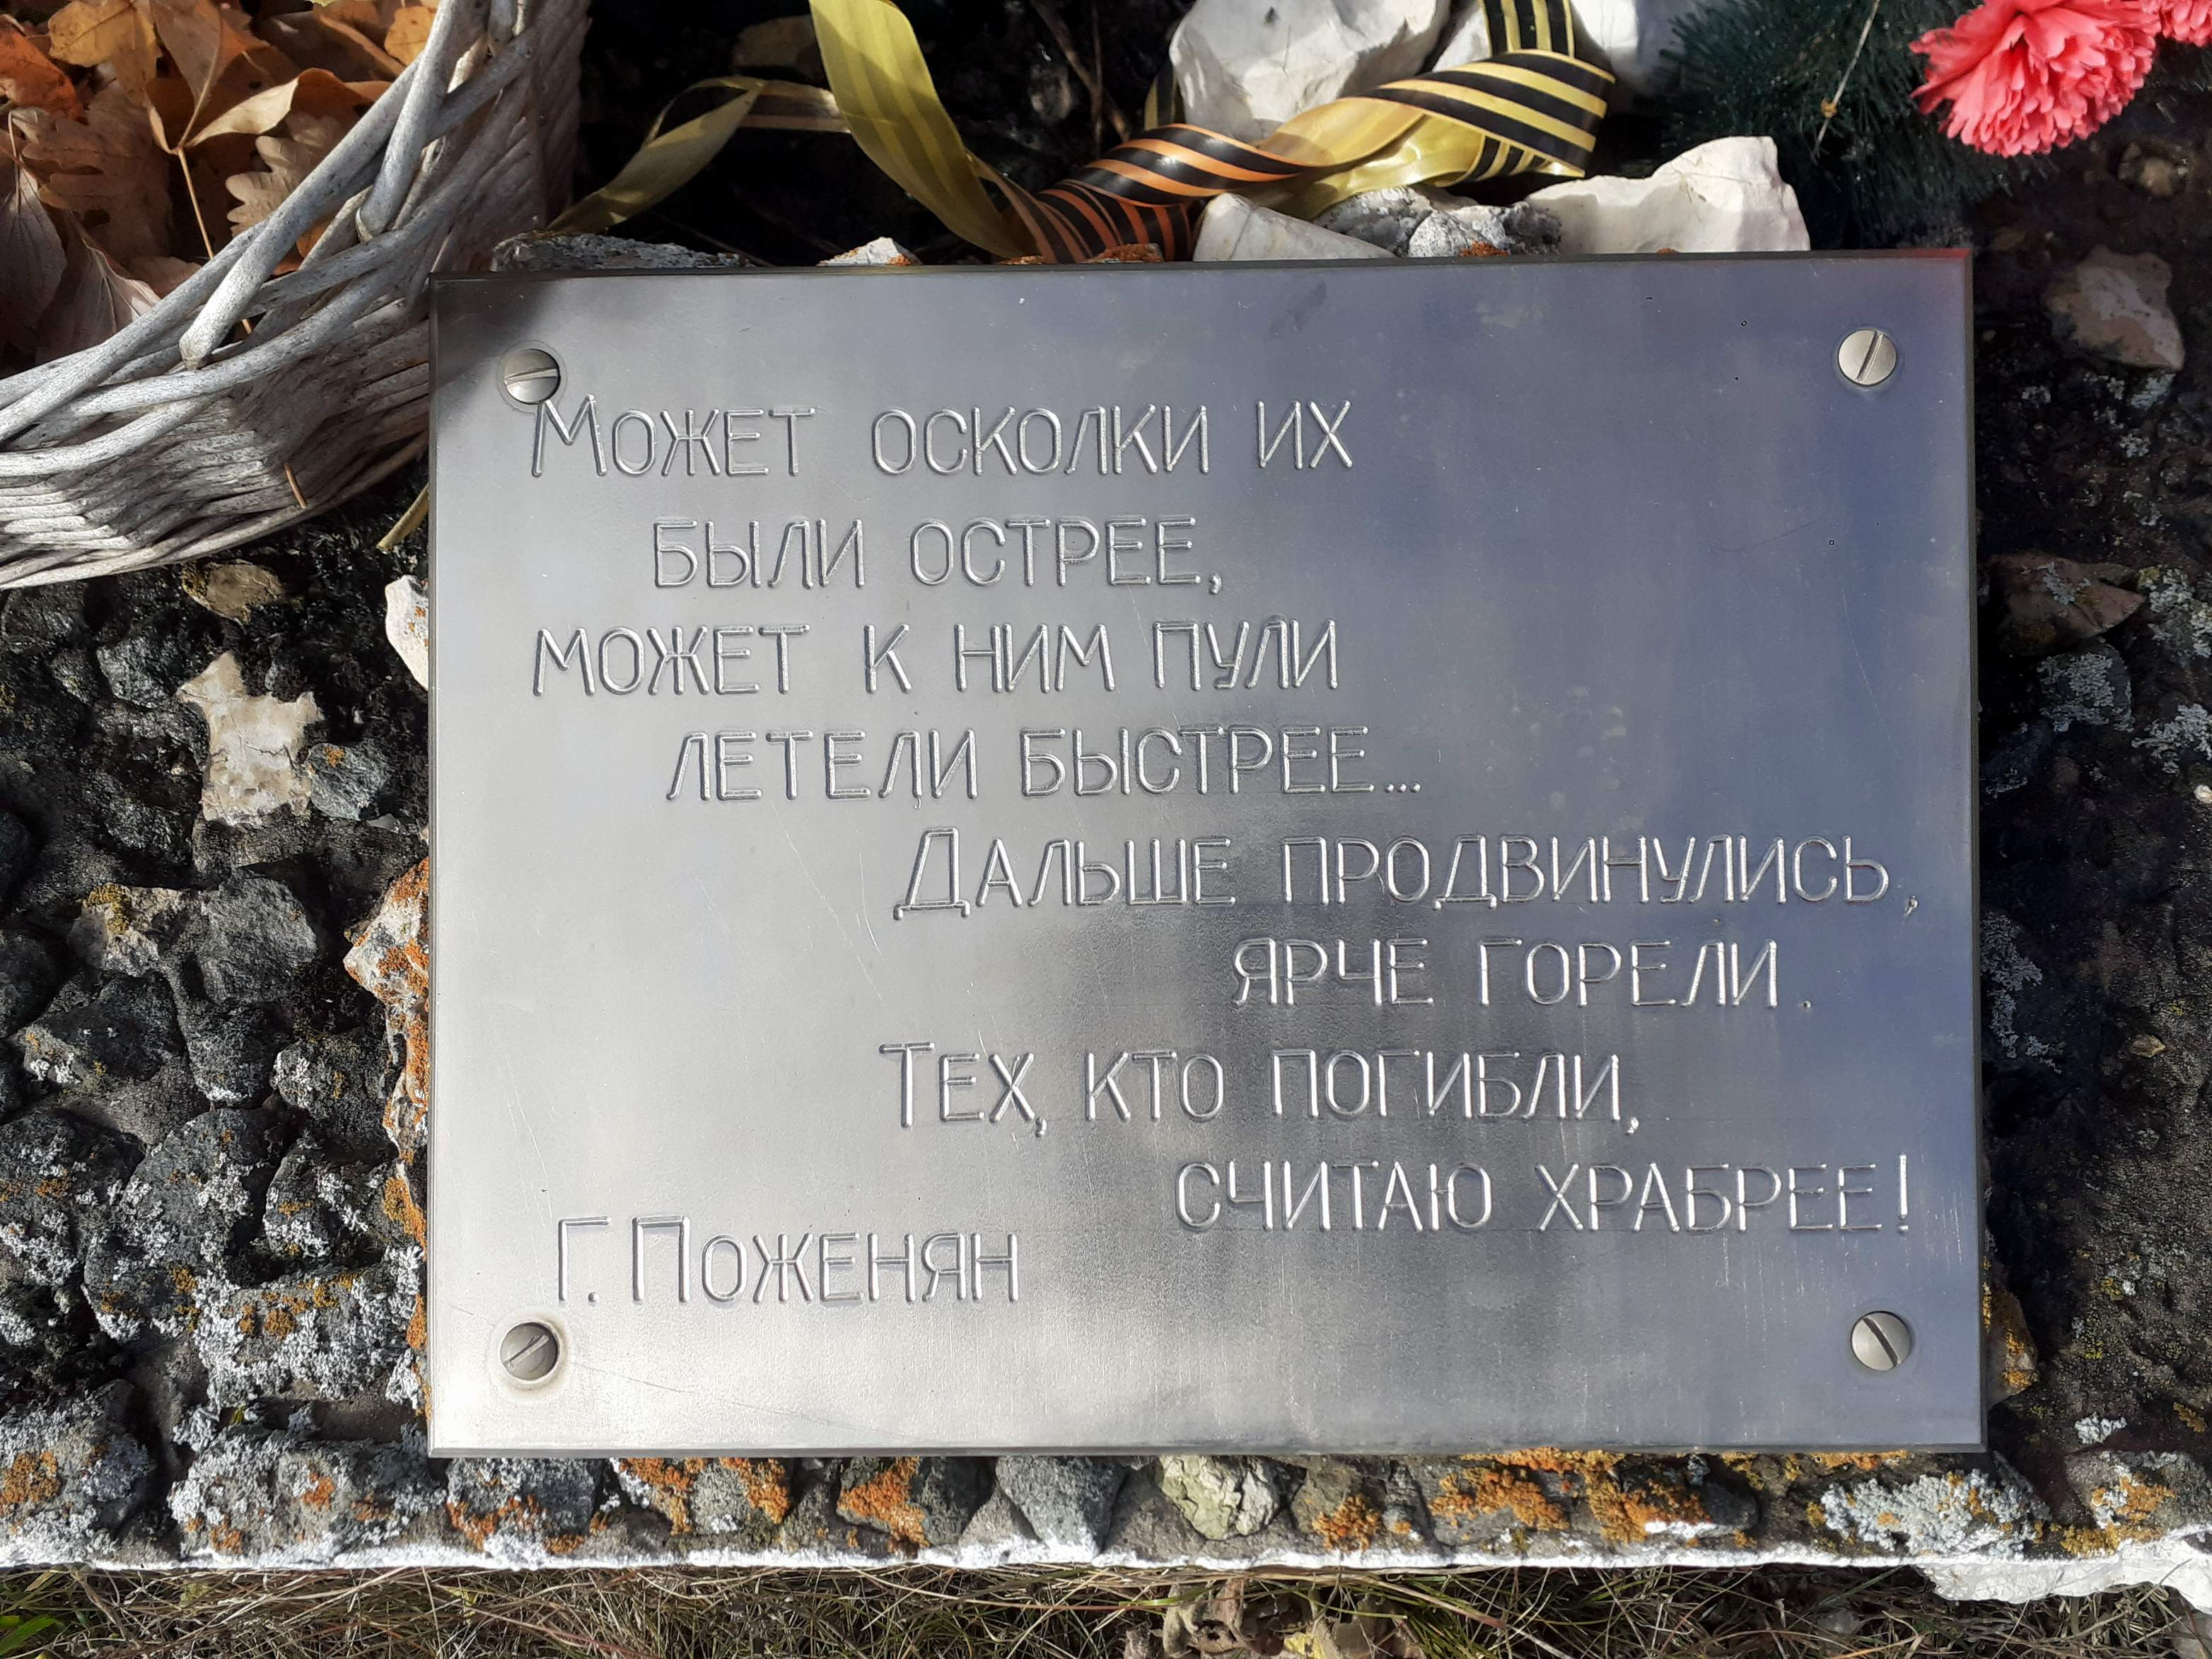 Может осколки их
были острее,
может к ним пули
летели быстрее...
Дальше продвинулись,
ярче горели.
Тех, кто погибли,
считаю храбрее!
Г. Поженян